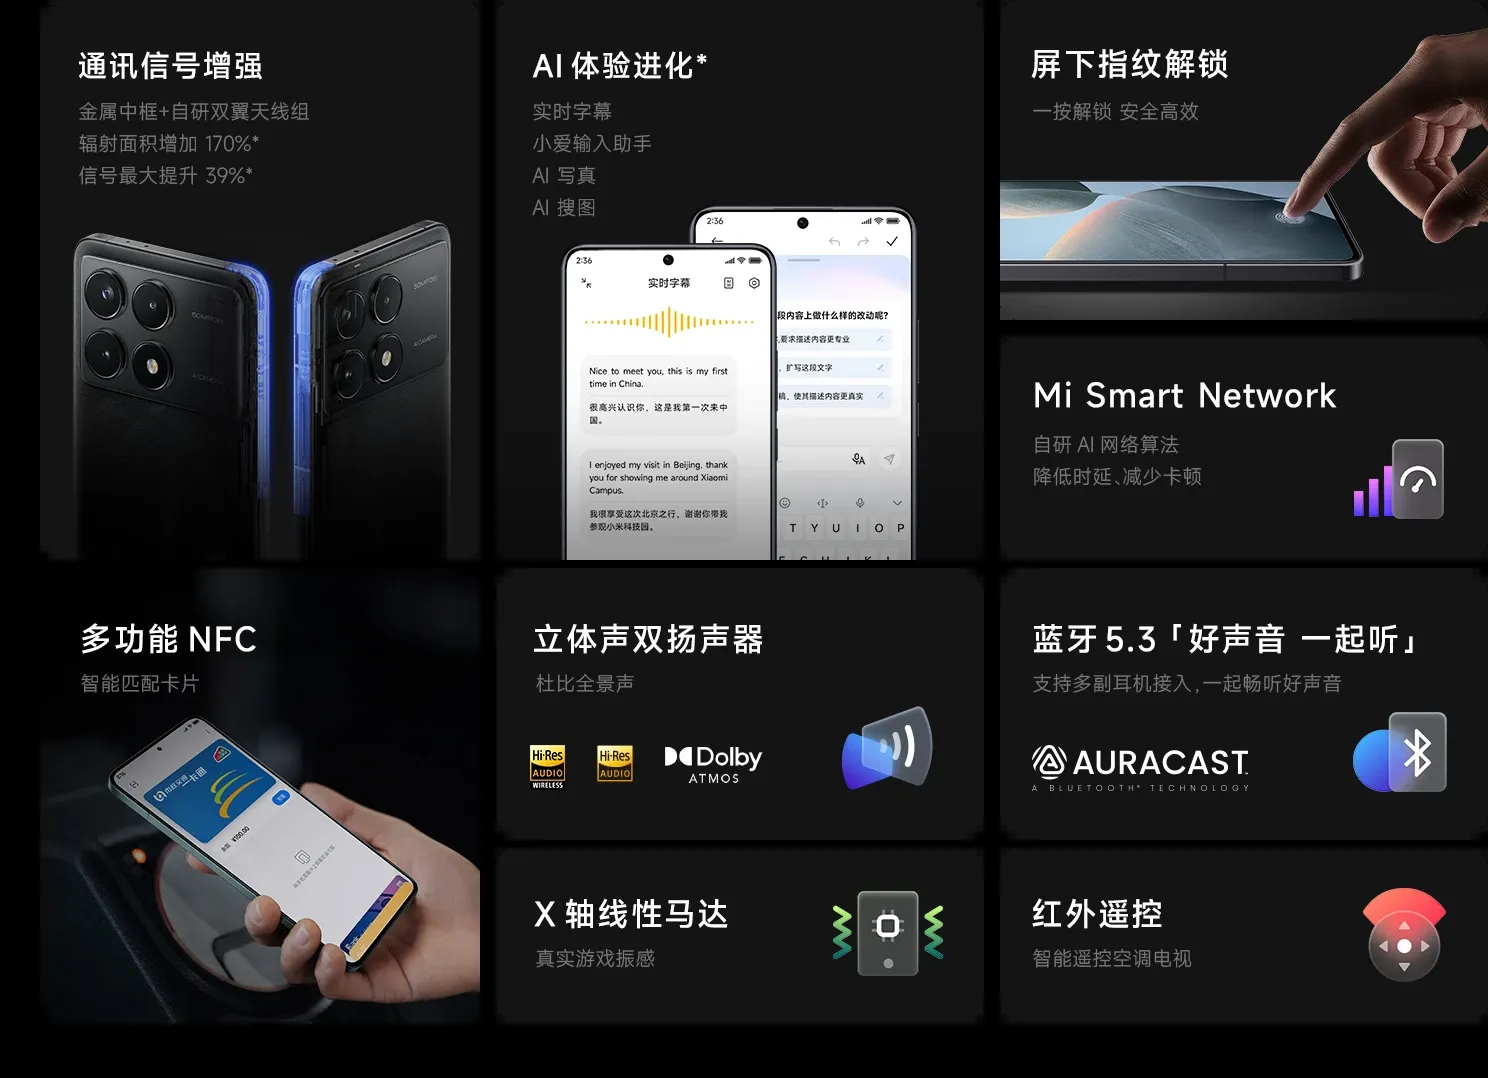 通讯信号增强
金属中框+自研双翼天线组
辐射面积增加 170%*
信号最大提升 39%*
50MPOIS
50MPOIS
AICAMERA
AI体验进化*
实时字幕
小爱输入助手
AI 写真
AI 搜图
2:36
2:36
实时字幕
Nice to meet you, this is my first
time in China.
很高兴认识你，这是我第一次来中
国。
I enjoyed my visit in Beijing, thank
you for showing me around Xiaomi
Campus.
我很享受这次北京之行，谢谢你带我
参观小米科技园。
段内容上做什么样的改动呢？
要求描述内容更专业
扩写这段文字
稿，使其描述内容更真实
T Y U I O P
屏下指纹解锁
一按解锁 安全高效
Mi Smart Network
自研 AI 网络算法
降低时延、减少卡顿
多功能 NFC
智能匹配卡片
一卡通
¥100.00
立体声双扬声器
杜比全景声
Hi-Res
AUDIO
WIRELESS
Hi-Res
AUDIO
Dolby
ATMOS
蓝牙 5.3「好声音 一起听」
支持多副耳机接入，一起畅听好声音
AURACAST™
A BLUETOOTH® TECHNOLOGY
X 轴线性马达
真实游戏振感
红外遥控
智能遥控空调电视